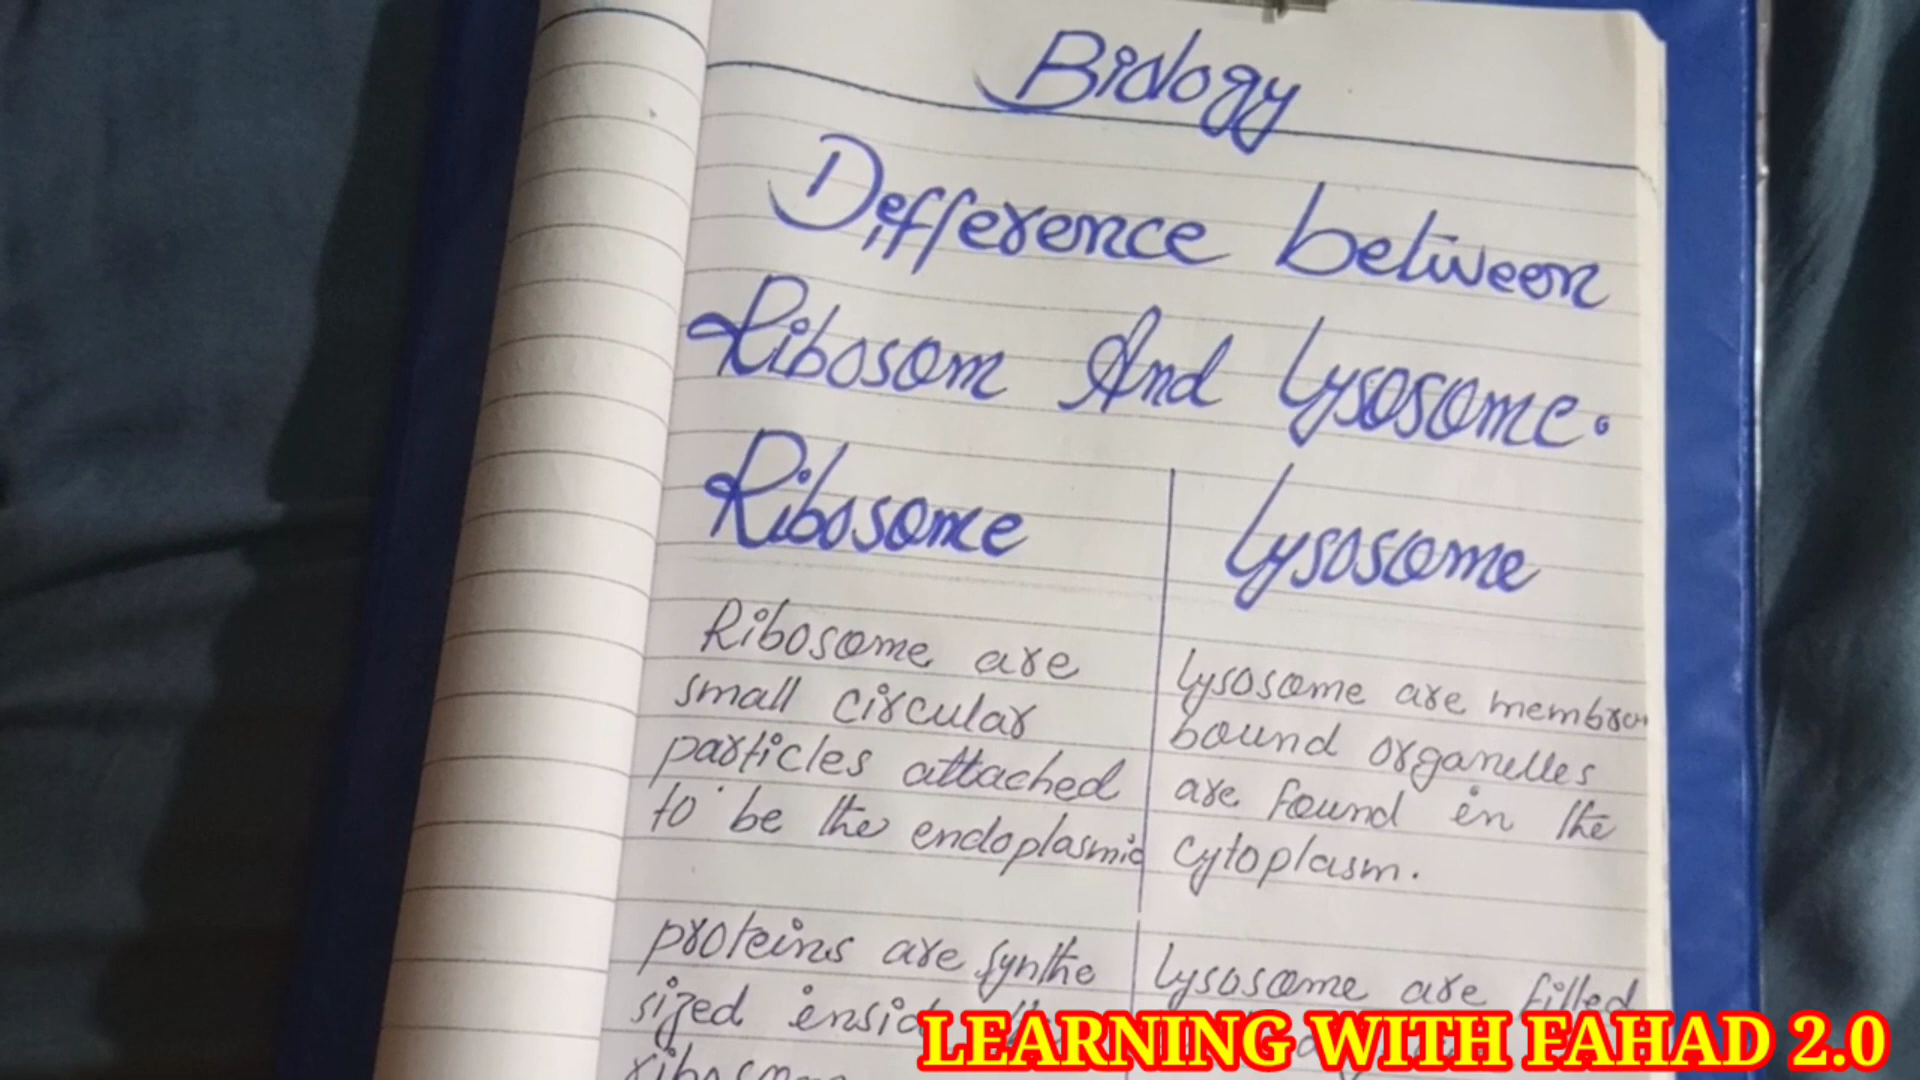 Biology
Difference between
Ribosom And Lysosome.
Ribosome
Lysosome
Ribosome are
small circular
particles attached
to be the endoplasmic
Lysosome are membran
bound organelles
are found in the
cytoplasm.
proteins are synthe
sized
Lysosome are filled
LEARNING WITH FAHAD 2.0